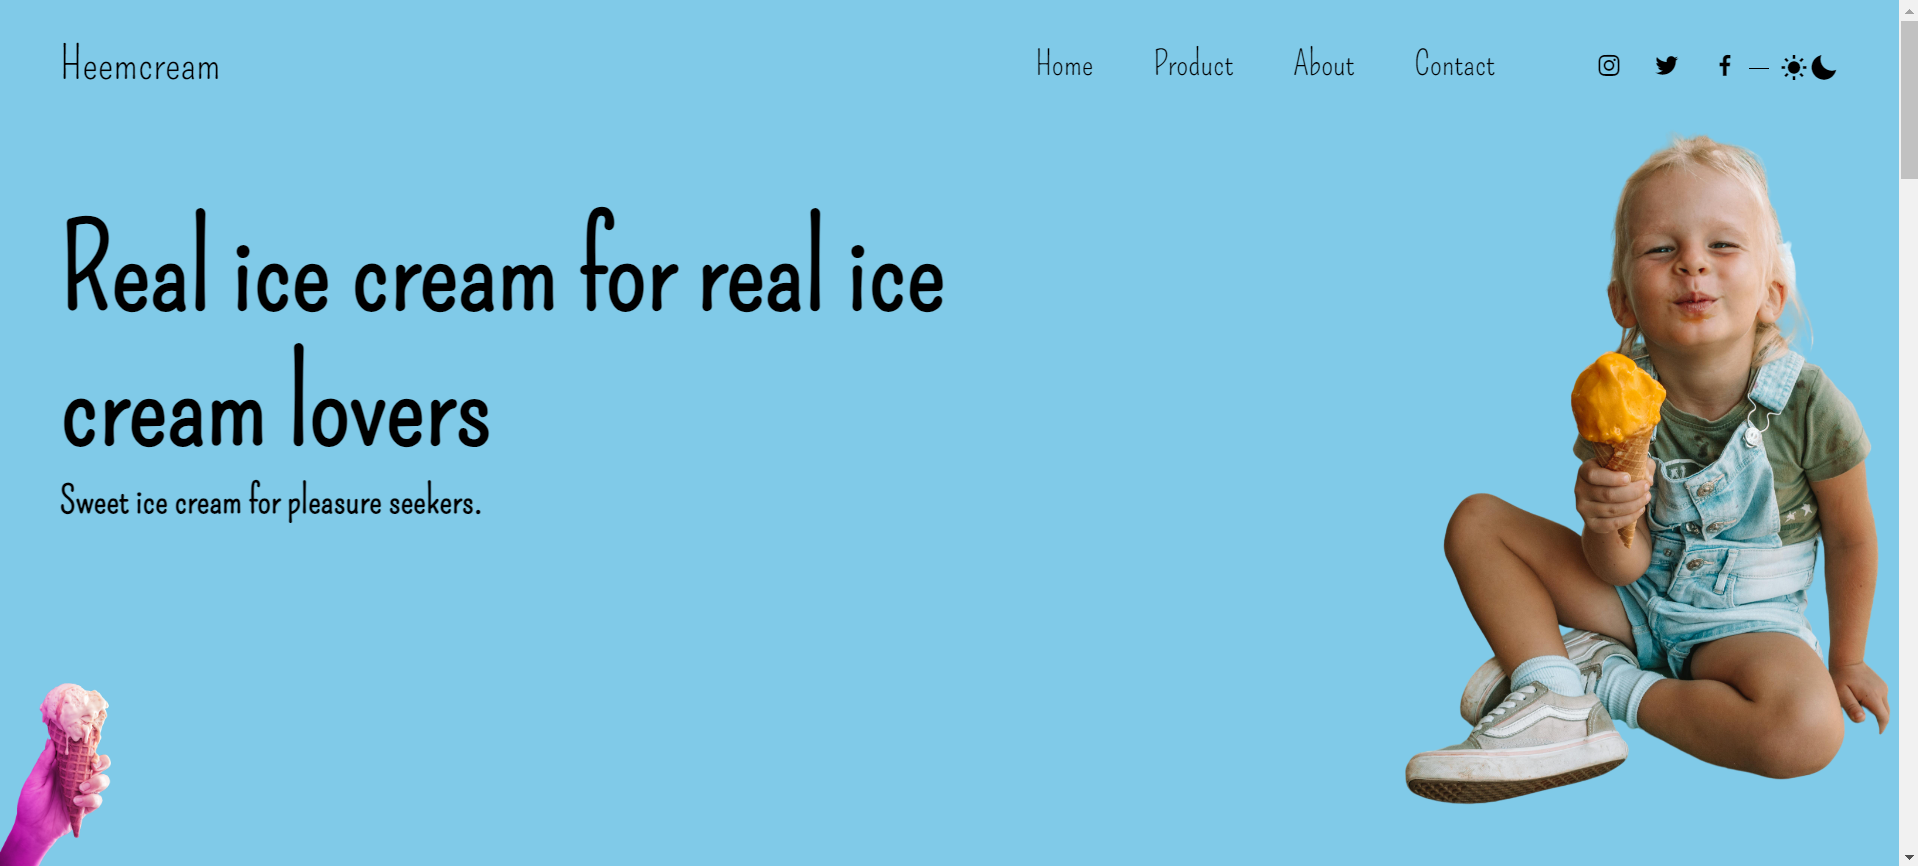 Heemcream
Home Product About Contact
Real ice cream for real ice
cream lovers
Sweet ice cream for pleasure seekers.